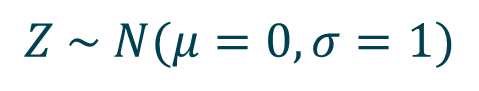 Z ~ N(μ = 0, σ = 1)